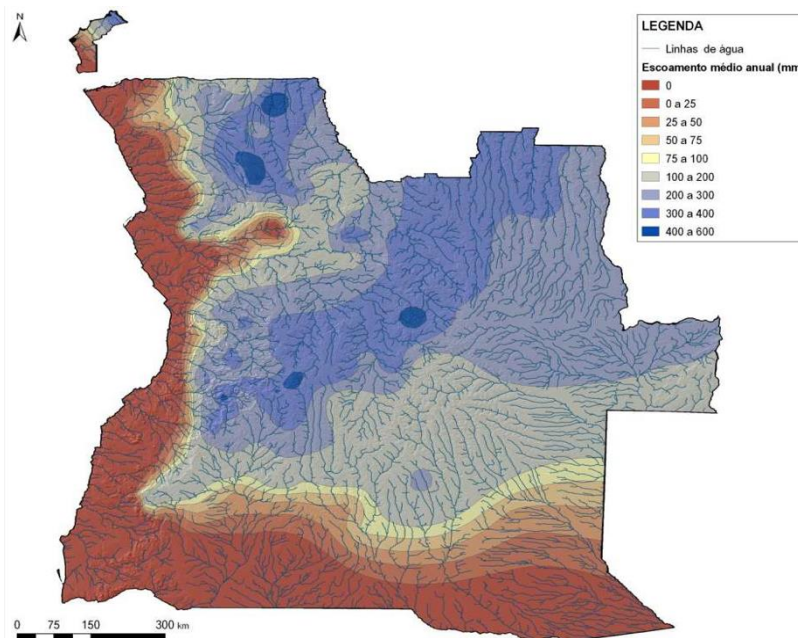 N
LEGENDA
Linhas de água
Escoamento médio anual (mm
0
0 a 25
25 a 50
50 a 75
75 a 100
100 a 200
200 a 300
300 a 400
400 a 600
0 75 150 300 km